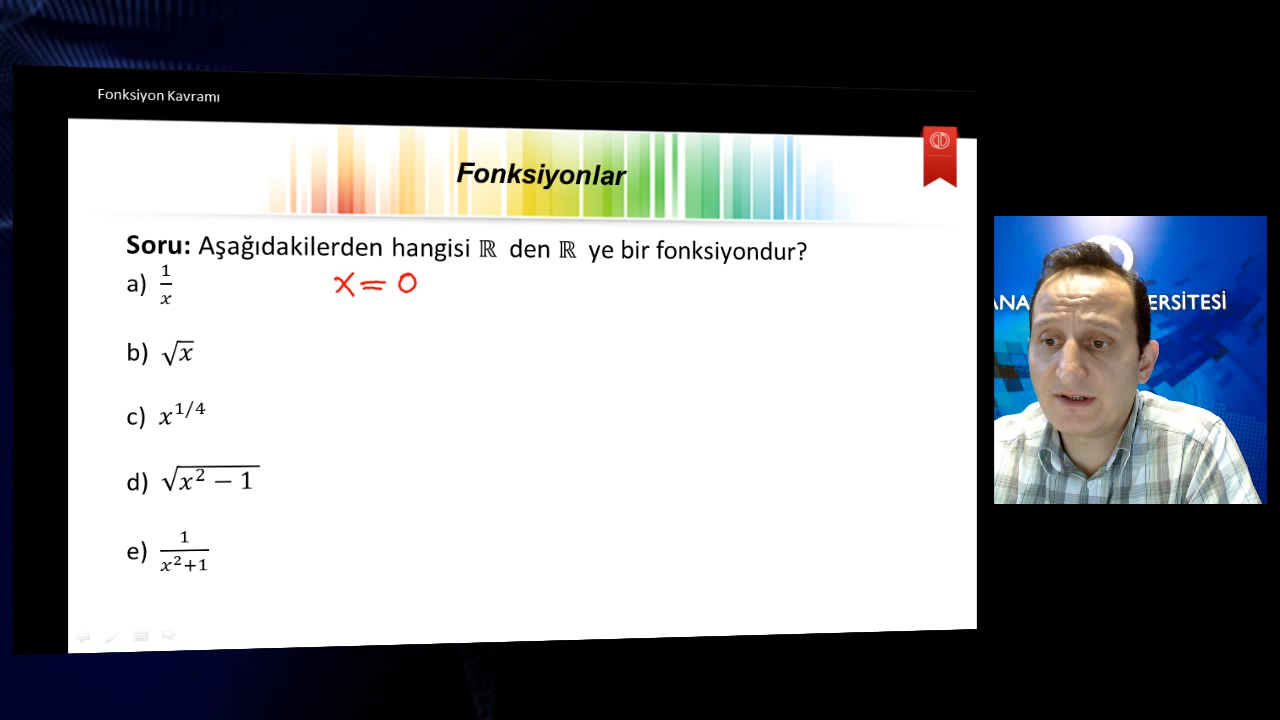 Fonksiyon Kavramı
Fonksiyonlar
Soru: Aşağıdakilerden hangisi ℝ den ℝ ye bir fonksiyondur?
a) 1/x
x = 0
b) √x
c) x^{1/4}
d) √(x² − 1)
e) 1/(x²+1)
ANA ERSİTESİ